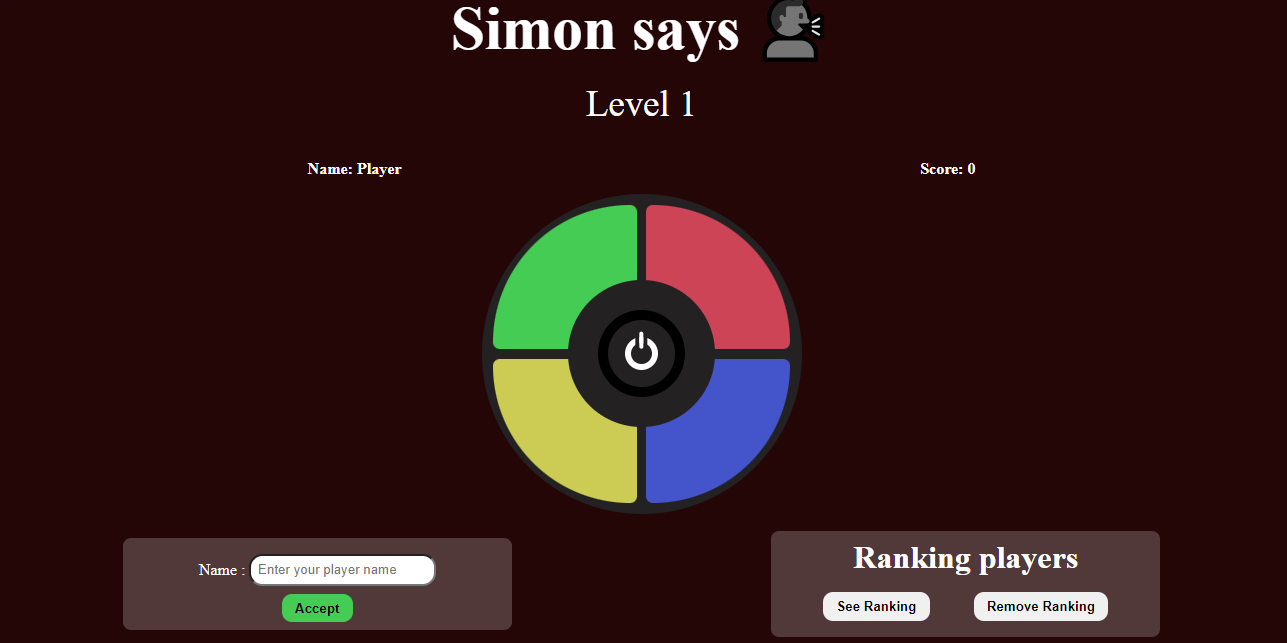 Simon says
Level 1
Name: Player
Score: 0
Name :
Enter your player name
Accept
Ranking players
See Ranking
Remove Ranking